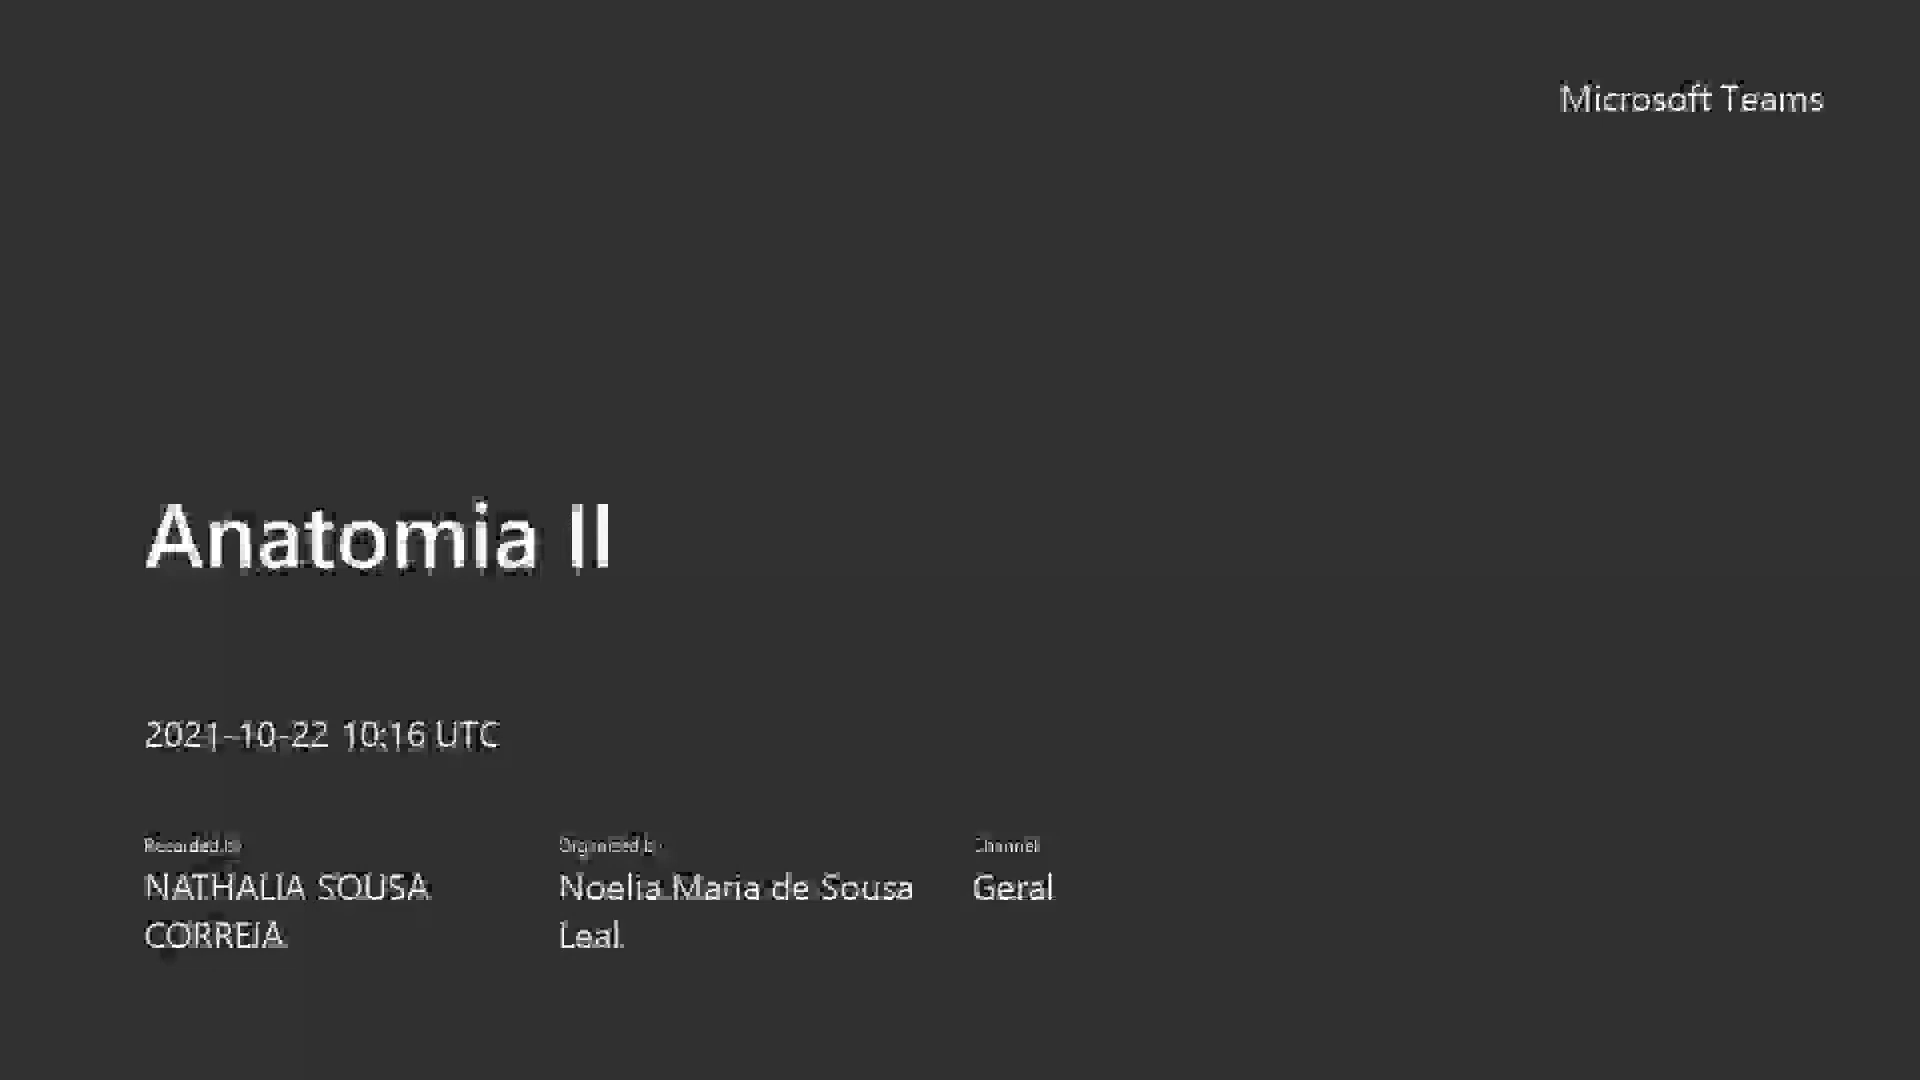 Microsoft Teams
Anatomia II
2021-10-22 10:16 UTC
Recorded by
Organized by
Channel
NATHALIA SOUSA
CORREIA
Noelia Maria de Sousa
Leal
Geral